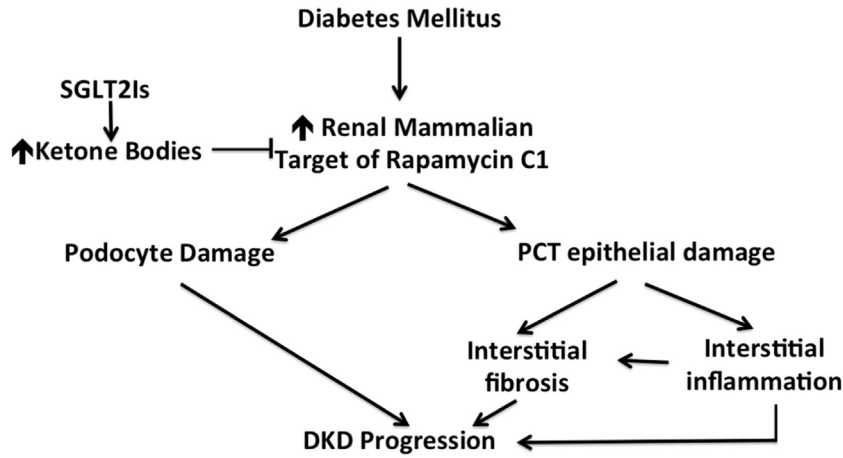 Diabetes Mellitus
SGLT2Is
↑Ketone Bodies
↑ Renal Mammalian
Target of Rapamycin C1
Podocyte Damage
PCT epithelial damage
Interstitial
fibrosis
Interstitial
inflammation
DKD Progression